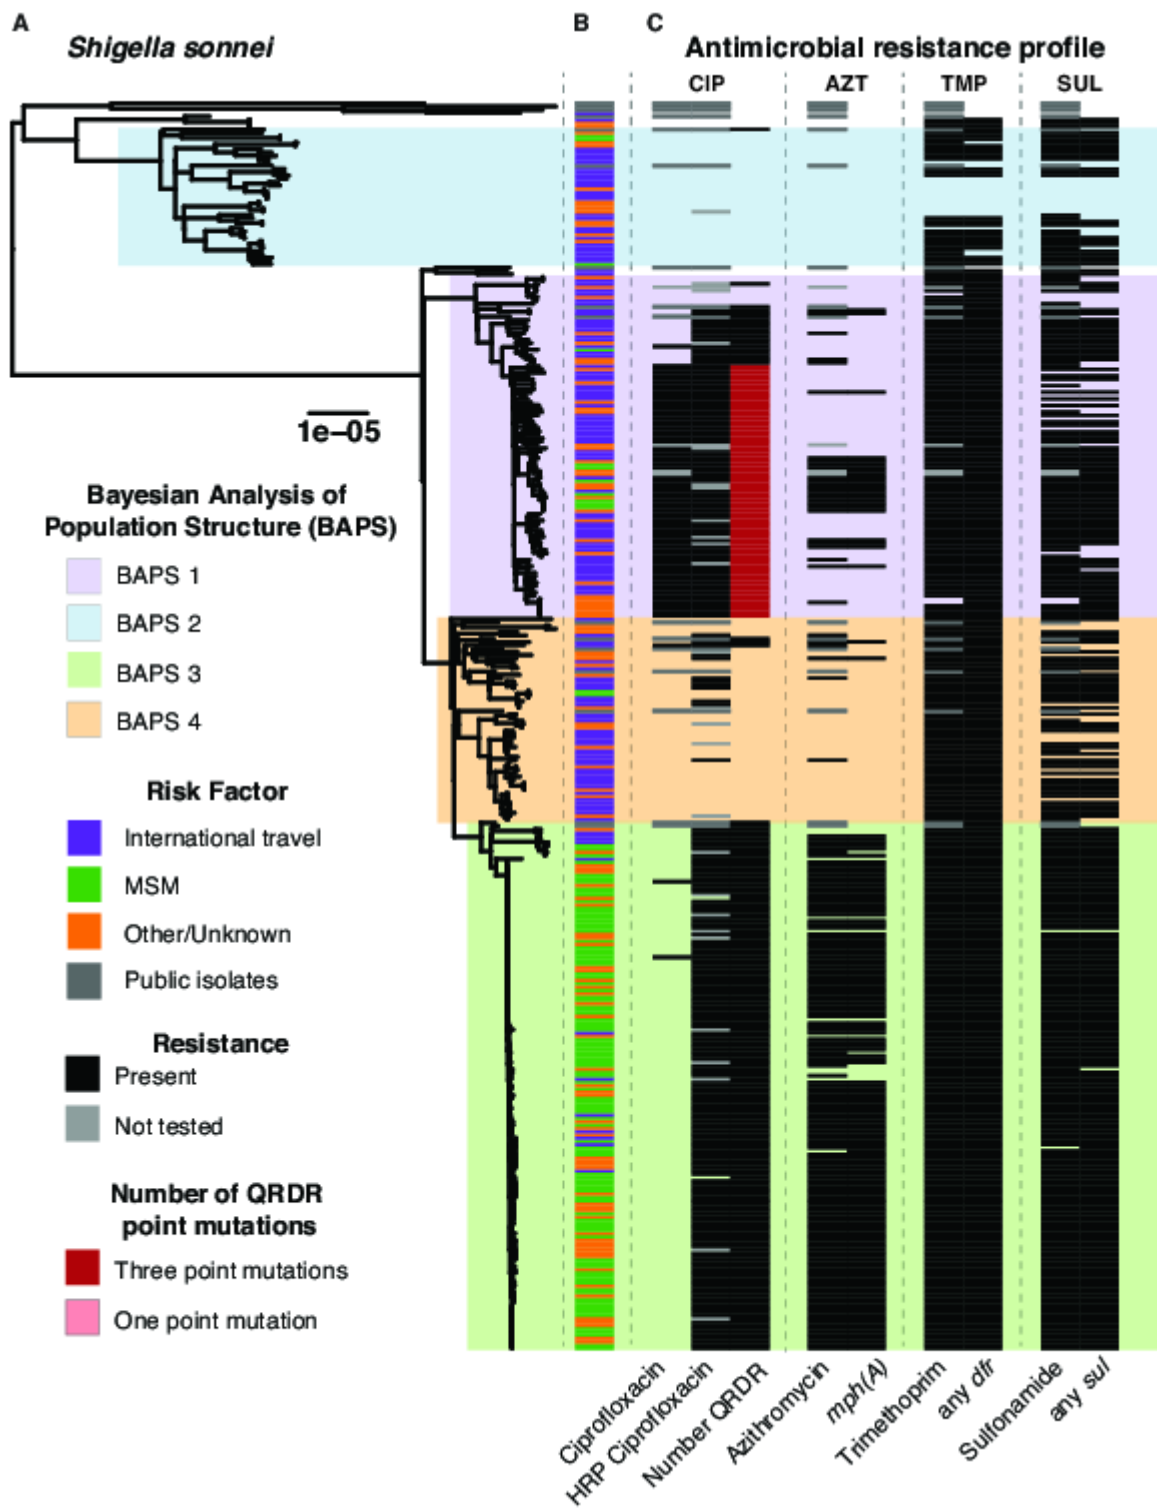 A
B
C
Shigella sonnei
Antimicrobial resistance profile
CIP
AZT
TMP
SUL
1e−05
Bayesian Analysis of
Population Structure (BAPS)
BAPS 1
BAPS 2
BAPS 3
BAPS 4
Risk Factor
International travel
MSM
Other/Unknown
Public isolates
Resistance
Present
Not tested
Number of QRDR
point mutations
Three point mutations
One point mutation
Ciprofloxacin
HRP Ciprofloxacin
Number QRDR
Azithromycin
mph(A)
Trimethoprim
any dfr
Sulfonamide
any sul